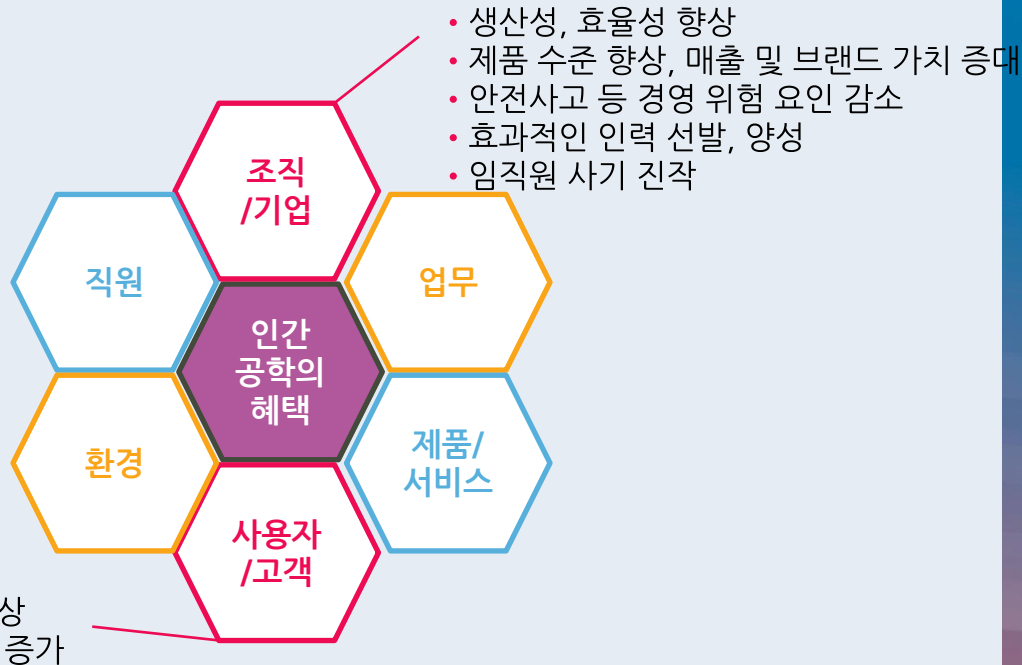 • 생산성, 효율성 향상
• 제품 수준 향상, 매출 및 브랜드 가치 증대
• 안전사고 등 경영 위험 요인 감소
• 효과적인 인력 선발, 양성
• 임직원 사기 진작
조직
/기업
직원
업무
인간
공학의
혜택
환경
제품/
서비스
사용자
/고객
상
증가